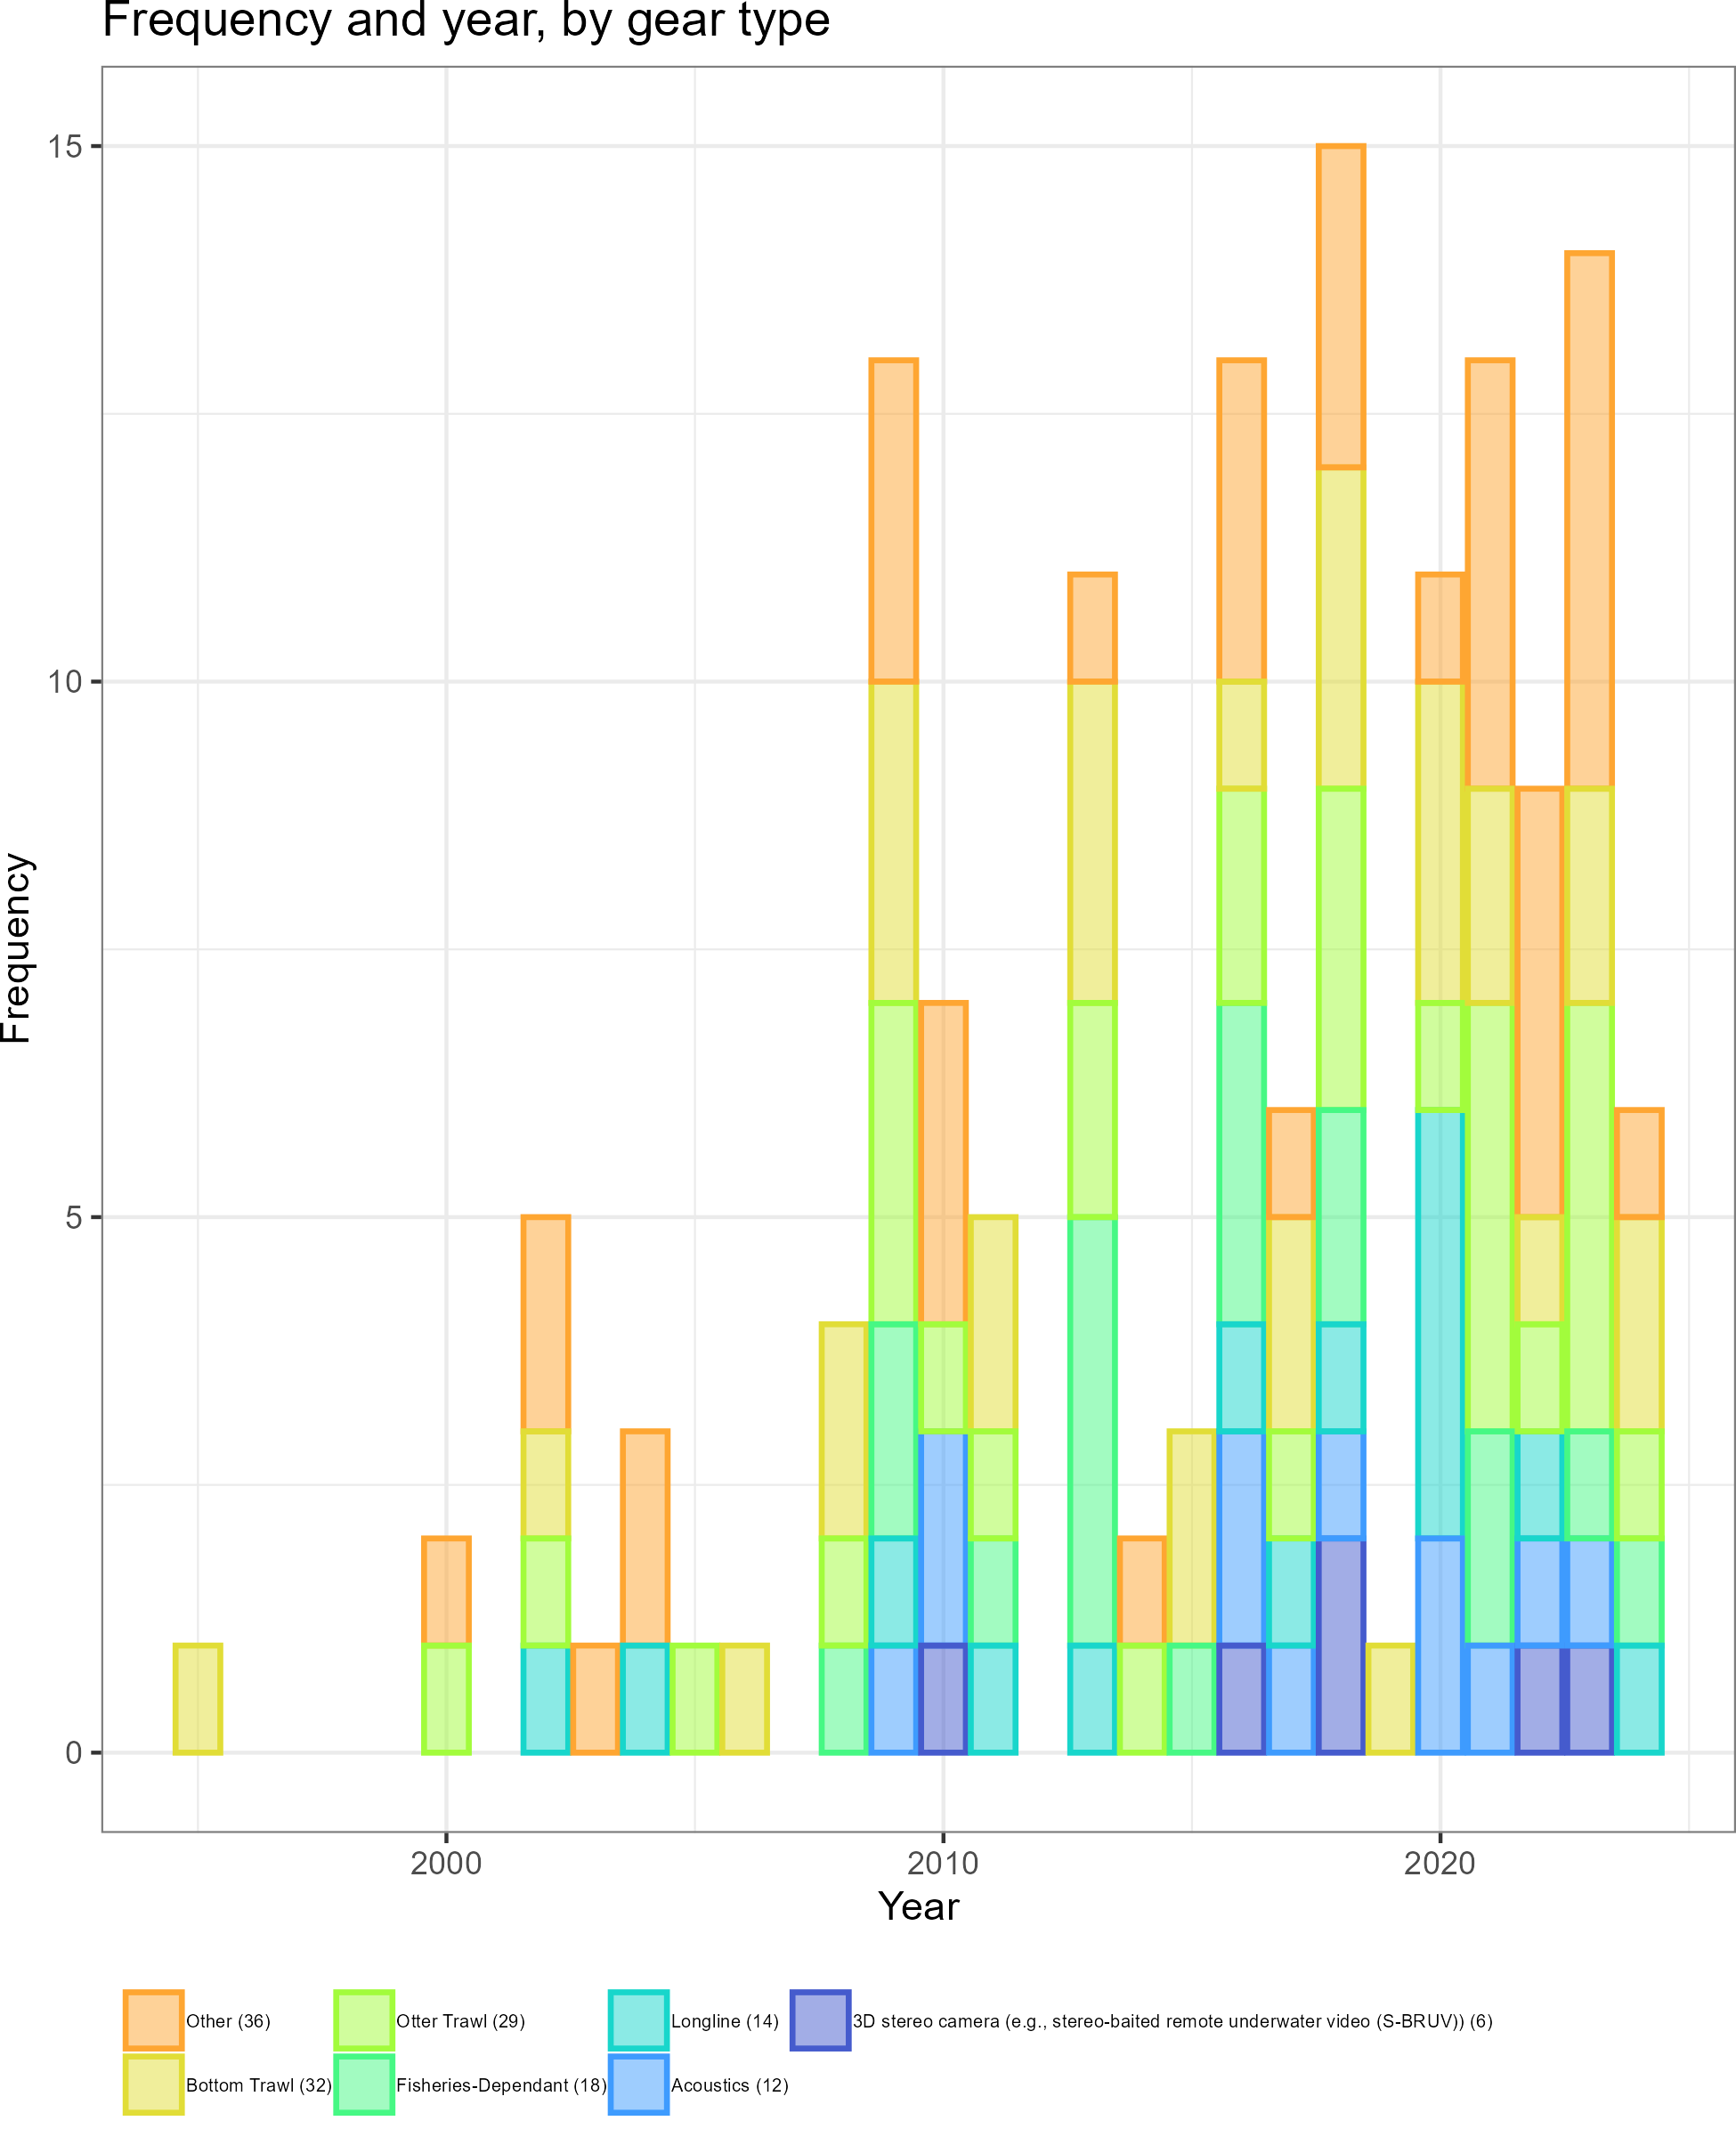 Frequency and year, by gear type
15
10
5
0
Frequency
2000 2010 2020
Year
Other (36) Otter Trawl (29) Longline (14) 3D stereo camera (e.g., stereo-baited remote underwater video (S-BRUV)) (6)
Bottom Trawl (32) Fisheries-Dependant (18) Acoustics (12)